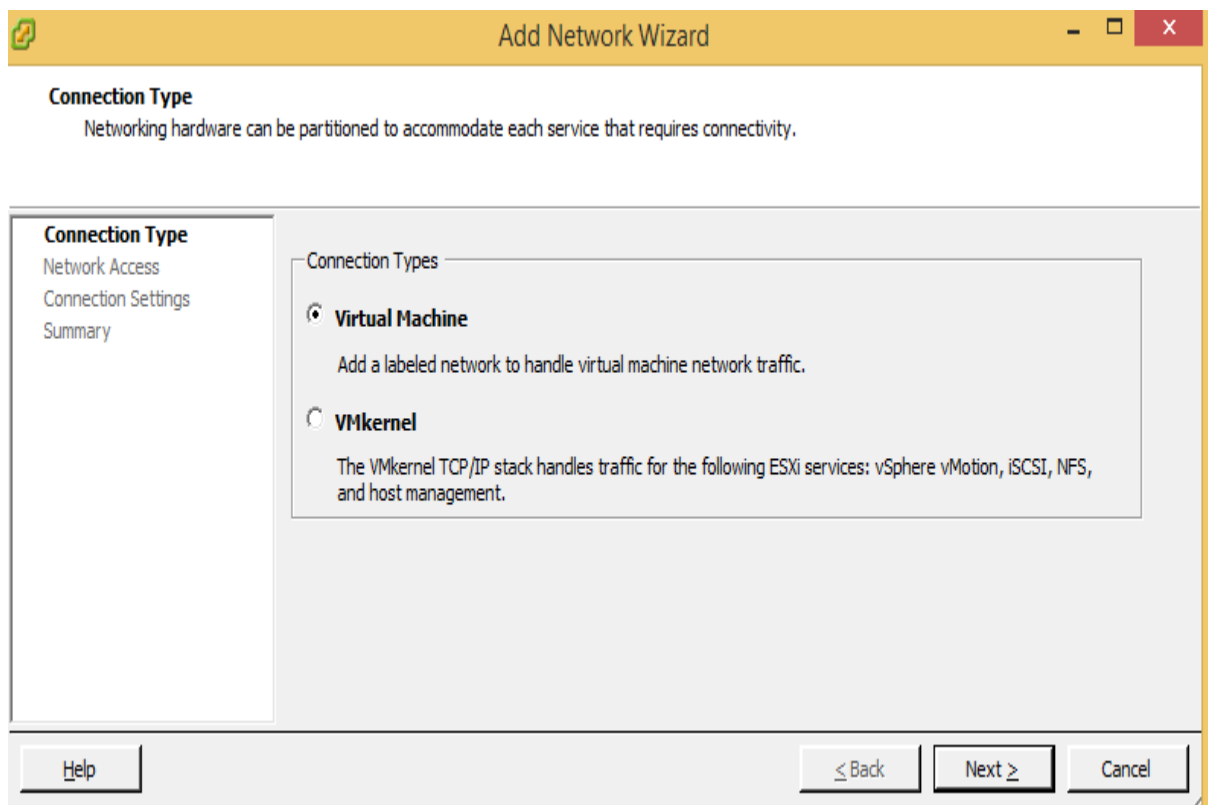 Add Network Wizard
X
Connection Type
Networking hardware can be partitioned to accommodate each service that requires connectivity.
Connection Type
Network Access
Connection Settings
Summary
Connection Types
Virtual Machine
Add a labeled network to handle virtual machine network traffic.
VMkernel
The VMkernel TCP/IP stack handles traffic for the following ESXi services: vSphere vMotion, iSCSI, NFS,
and host management.
Help
< Back
Next >
Cancel